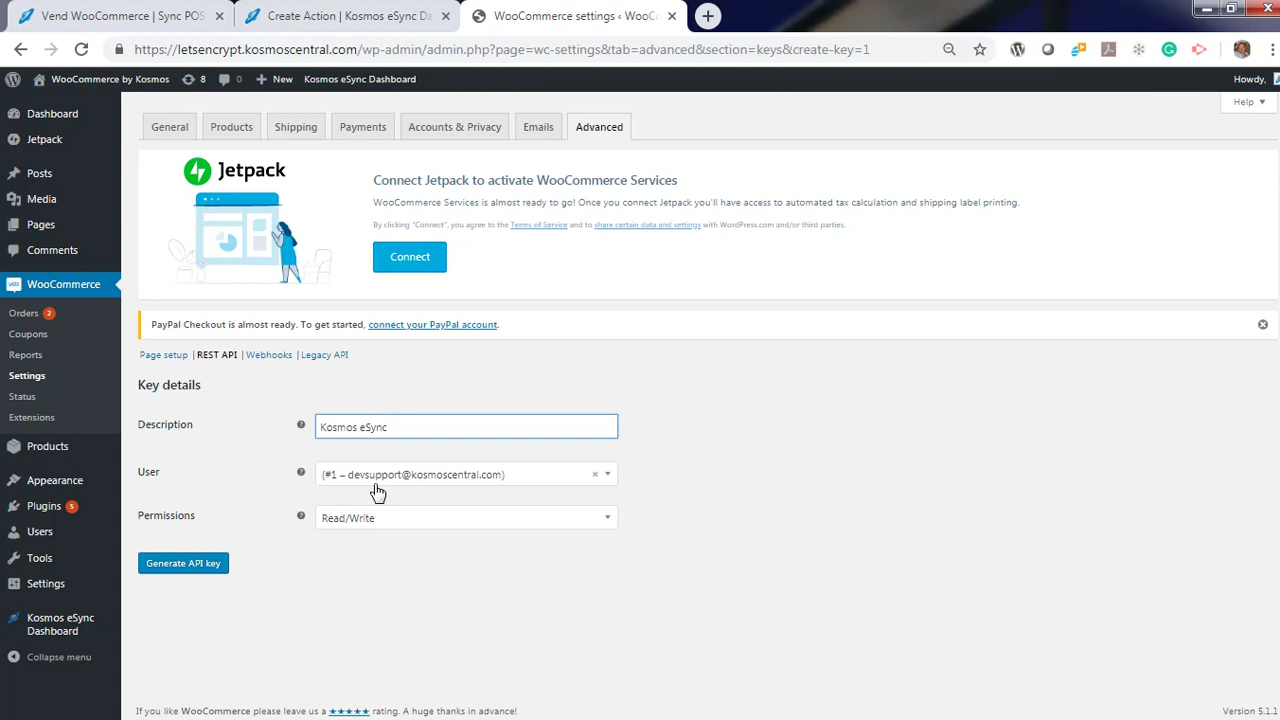 Vend WooCommerce | Sync POS
Create Action | Kosmos eSync Da
WooCommerce settings ‹ WooC
https://letsencrypt.kosmoscentral.com/wp-admin/admin.php?page=wc-settings&tab=advanced&section=keys&create-key=1
WooCommerce by Kosmos 8 0 New Kosmos eSync Dashboard Howdy,
Help
Dashboard
Jetpack
Posts
Media
Pages
Comments
WooCommerce
Orders 2
Coupons
Reports
Settings
Status
Extensions
Products
Appearance
Plugins 5
Users
Tools
Settings
Kosmos eSync
Dashboard
Collapse menu
General Products Shipping Payments Accounts & Privacy Emails Advanced
Jetpack
Connect Jetpack to activate WooCommerce Services
WooCommerce Services is almost ready to go! Once you connect Jetpack you'll have access to automated tax calculation and shipping label printing.
By clicking "Connect", you agree to the Terms of Service and to share certain data and settings with WordPress.com and/or third parties.
Connect
PayPal Checkout is almost ready. To get started, connect your PayPal account.
Page setup | REST API | Webhooks | Legacy API
Key details
Description Kosmos eSync
User (#1 – devsupport@kosmoscentral.com) ×
Permissions Read/Write
Generate API key
If you like WooCommerce please leave us a ★★★★★ rating. A huge thanks in advance!
Version 5.1.1